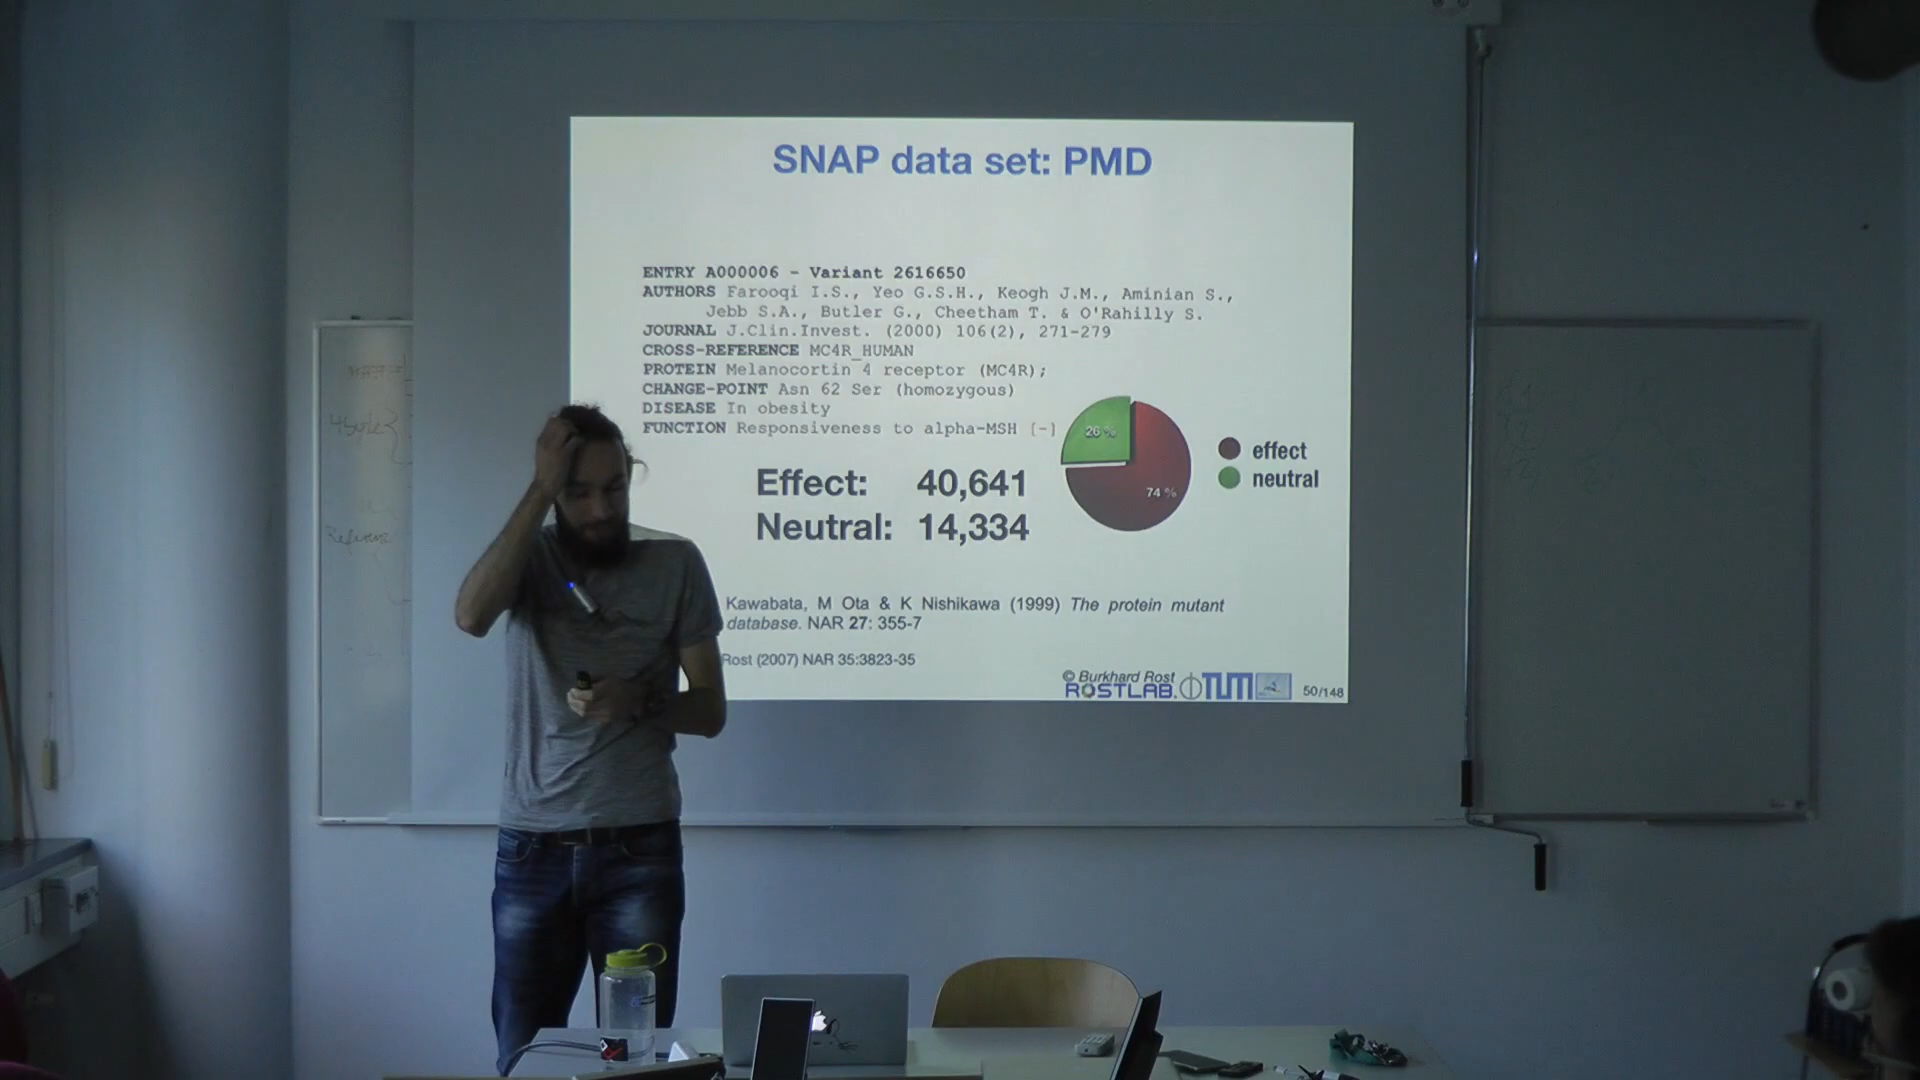 SNAP data set: PMD
ENTRY A000006 - Variant 2616650
AUTHORS Farooqi I.S., Yeo G.S.H., Keogh J.M., Aminian S.,
Jebb S.A., Butler G., Cheetham T. & O'Rahilly S.
JOURNAL J.Clin.Invest. (2000) 106(2), 271-279
CROSS-REFERENCE MC4R_HUMAN
PROTEIN Melanocortin 4 receptor (MC4R);
CHANGE-POINT Asn 62 Ser (homozygous)
DISEASE In obesity
FUNCTION Responsiveness to alpha-MSH [-]
26 %
74 %
effect
neutral
Effect: 40,641
Neutral: 14,334
Kawabata, M Ota & K Nishikawa (1999) The protein mutant
database. NAR 27: 355-7
Rost (2007) NAR 35:3823-35
© Burkhard Rost
ROSTLAB. TUM
50/148